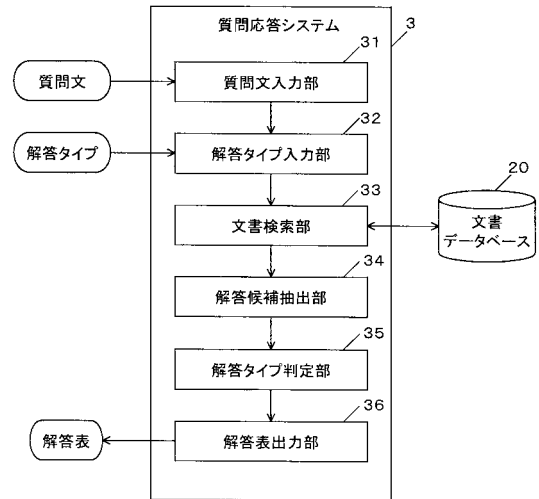 質問応答システム
3
31
質問文
質問文入力部
32
解答タイプ
解答タイプ入力部
33
文書検索部
20
文書
データベース
34
解答候補抽出部
35
解答タイプ判定部
36
解答表
解答表出力部